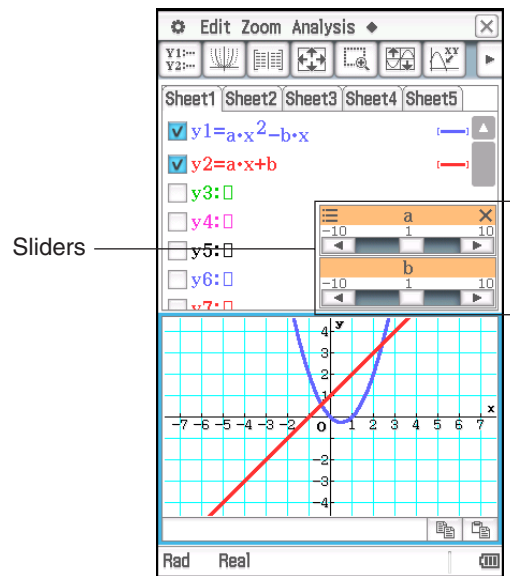 Edit Zoom Analysis ◆
Y1:--- Y2:--- XY
Sheet1 Sheet2 Sheet3 Sheet4 Sheet5
y1=a·x²−b·x
y2=a·x+b
y3:▯
y4:▯
y5:▯
y6:▯
y7:▯
Sliders
a
-10 1 10
b
-10 1 10
y
4
3
2
1
x
-7 -6 -5 -4 -3 -2 0 1 2 3 4 5 6 7
-2
-3
-4
Rad Real